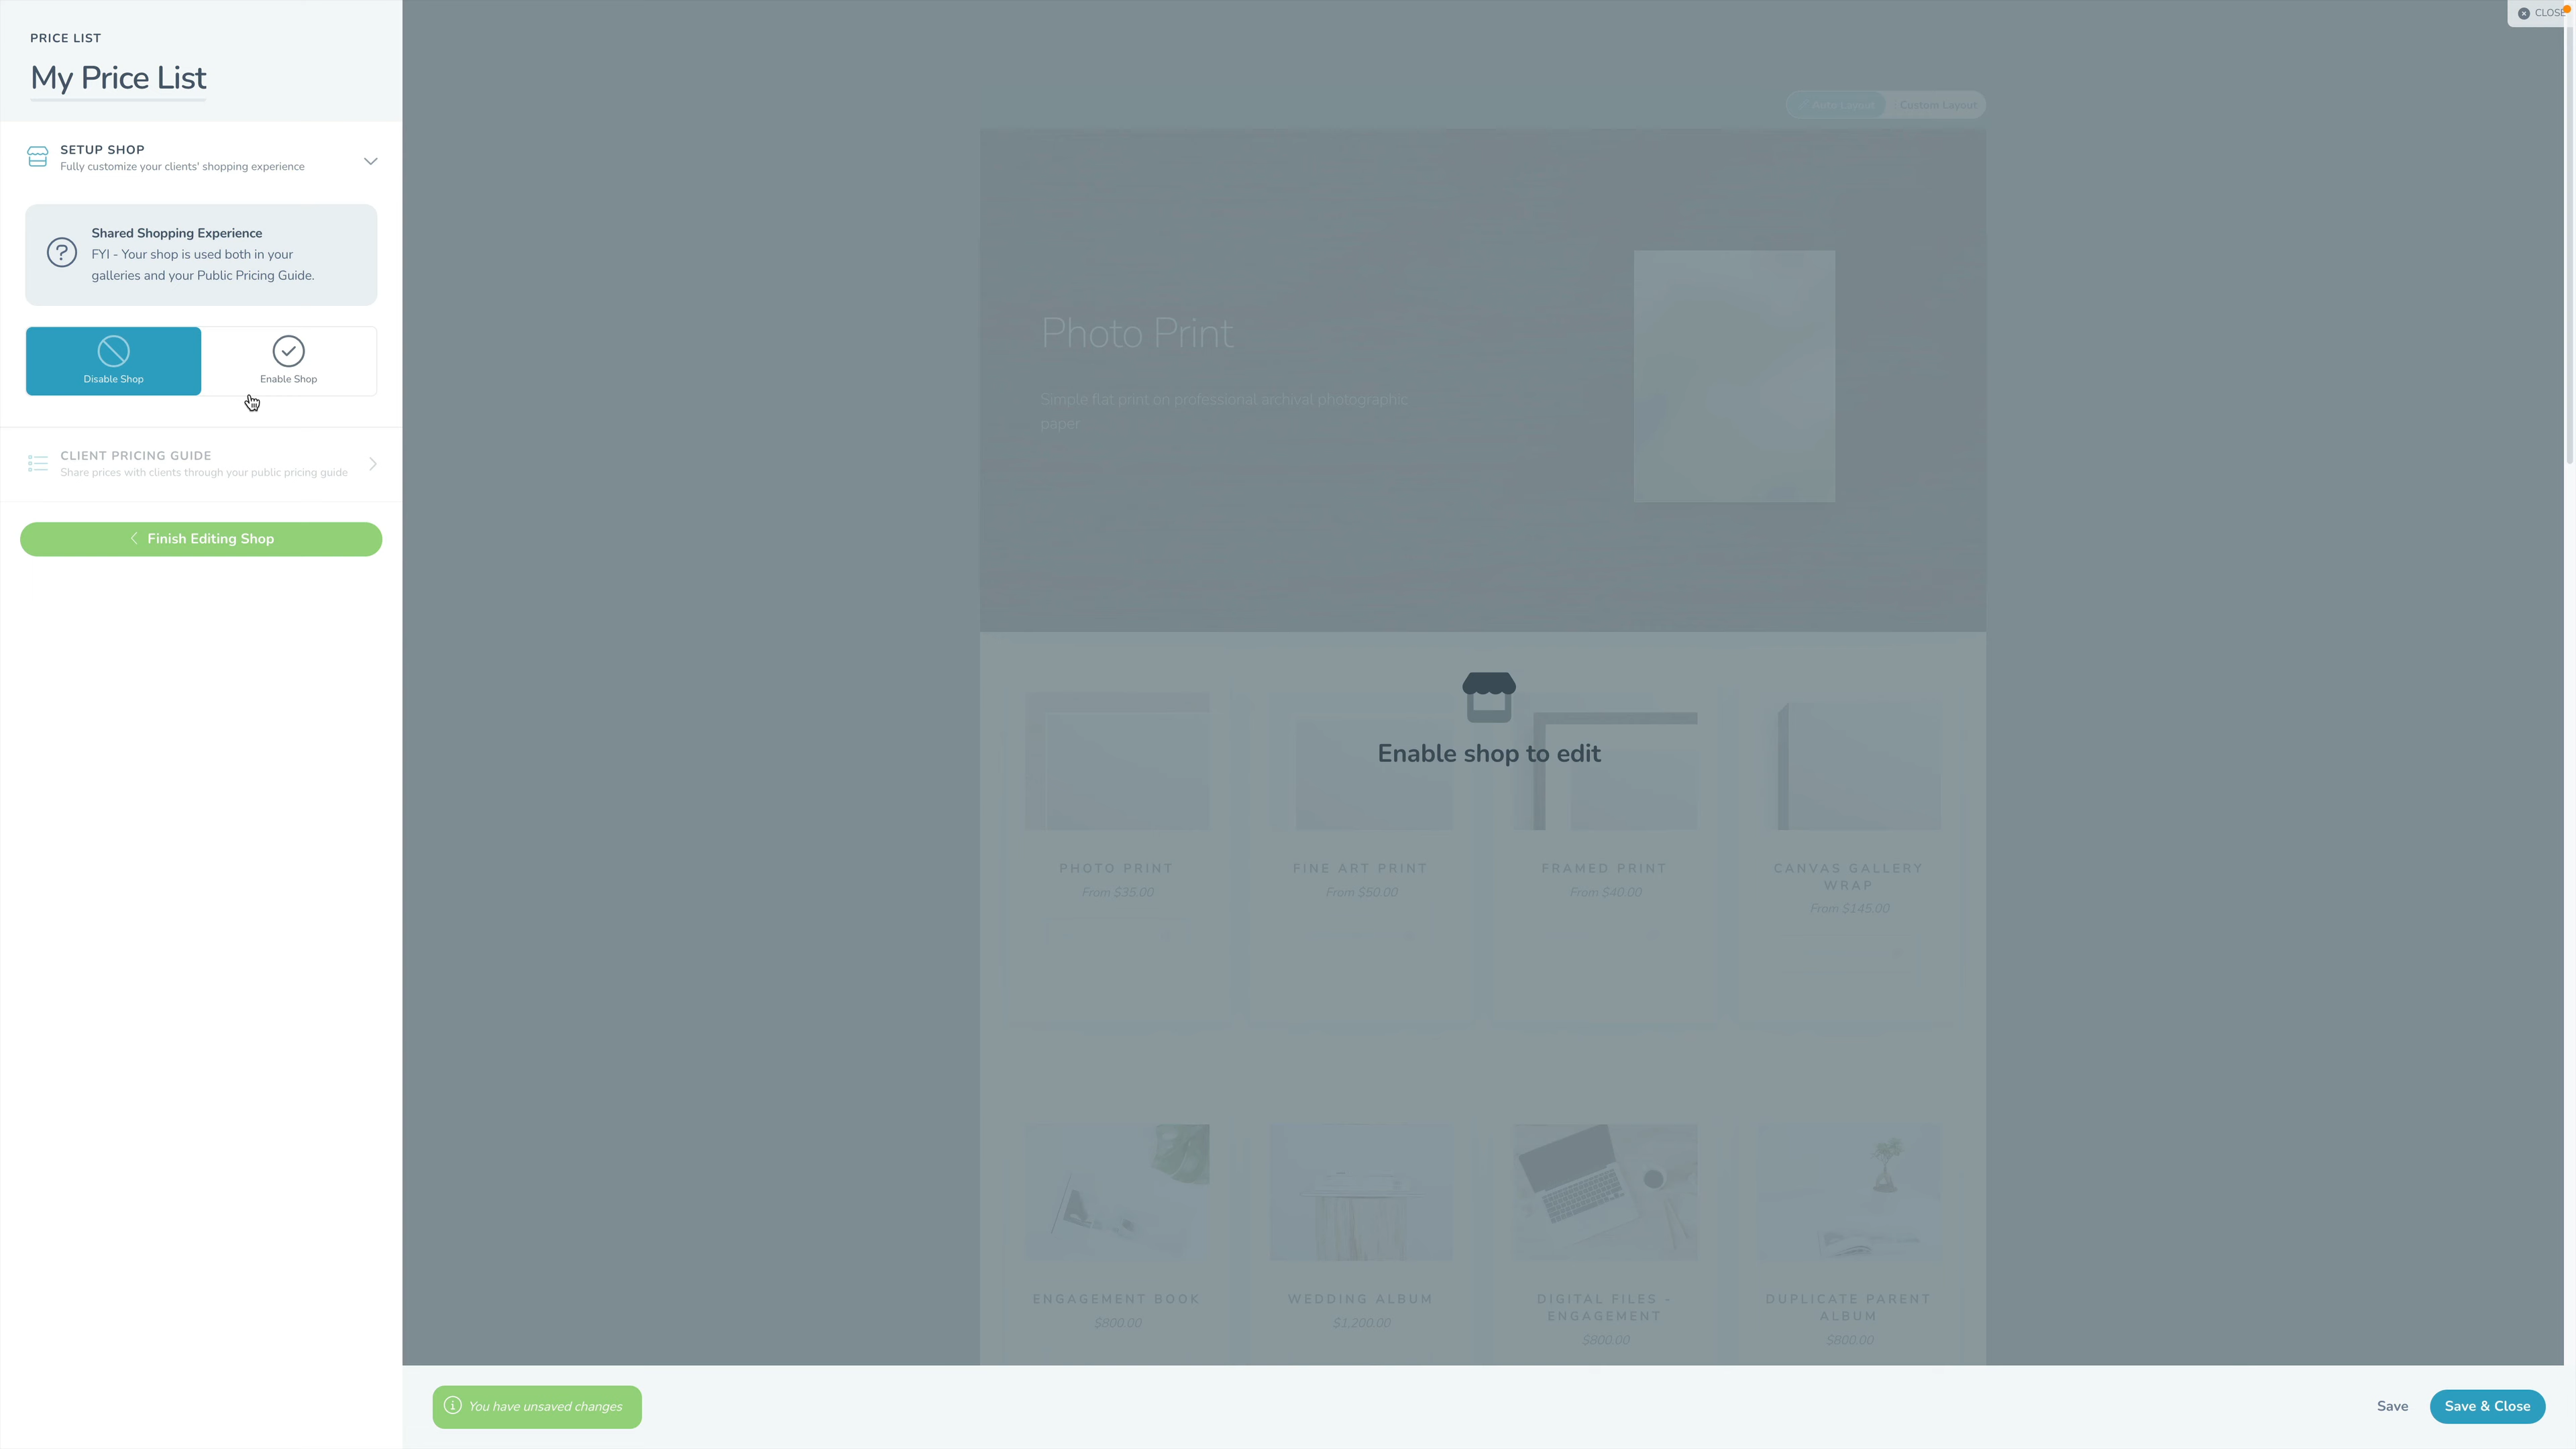 PRICE LIST
My Price List
SETUP SHOP
Fully customize your clients' shopping experience
Shared Shopping Experience
FYI - Your shop is used both in your
galleries and your Public Pricing Guide.
Disable Shop
Enable Shop
CLIENT PRICING GUIDE
Share prices with clients through your public pricing guide
Finish Editing Shop
CLOSE
Auto Layout
Custom Layout
Photo Print
Simple flat print on professional archival photographic
paper
Enable shop to edit
PHOTO PRINT
From $35.00
FINE ART PRINT
From $50.00
FRAMED PRINT
From $40.00
CANVAS GALLERY
WRAP
From $145.00
ENGAGEMENT BOOK
$800.00
WEDDING ALBUM
$1,200.00
DIGITAL FILES -
ENGAGEMENT
$800.00
DUPLICATE PARENT
ALBUM
$800.00
You have unsaved changes
Save
Save & Close